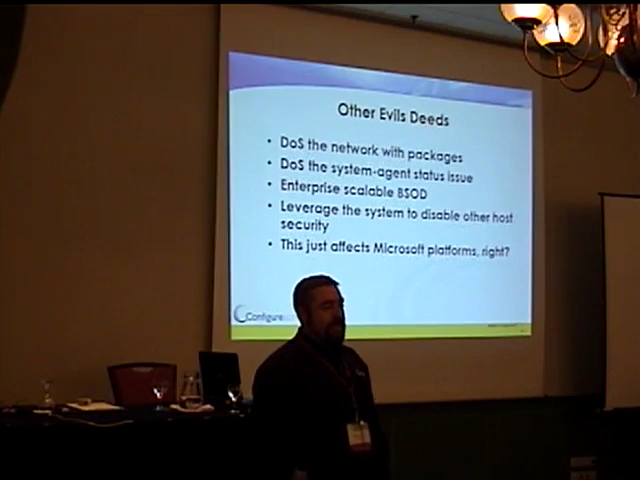 Other Evils Deeds
• DoS the network with packages
• DoS the system-agent status issue
• Enterprise scalable BSOD
• Leverage the system to disable other host
security
• This just affects Microsoft platforms, right?
Configure